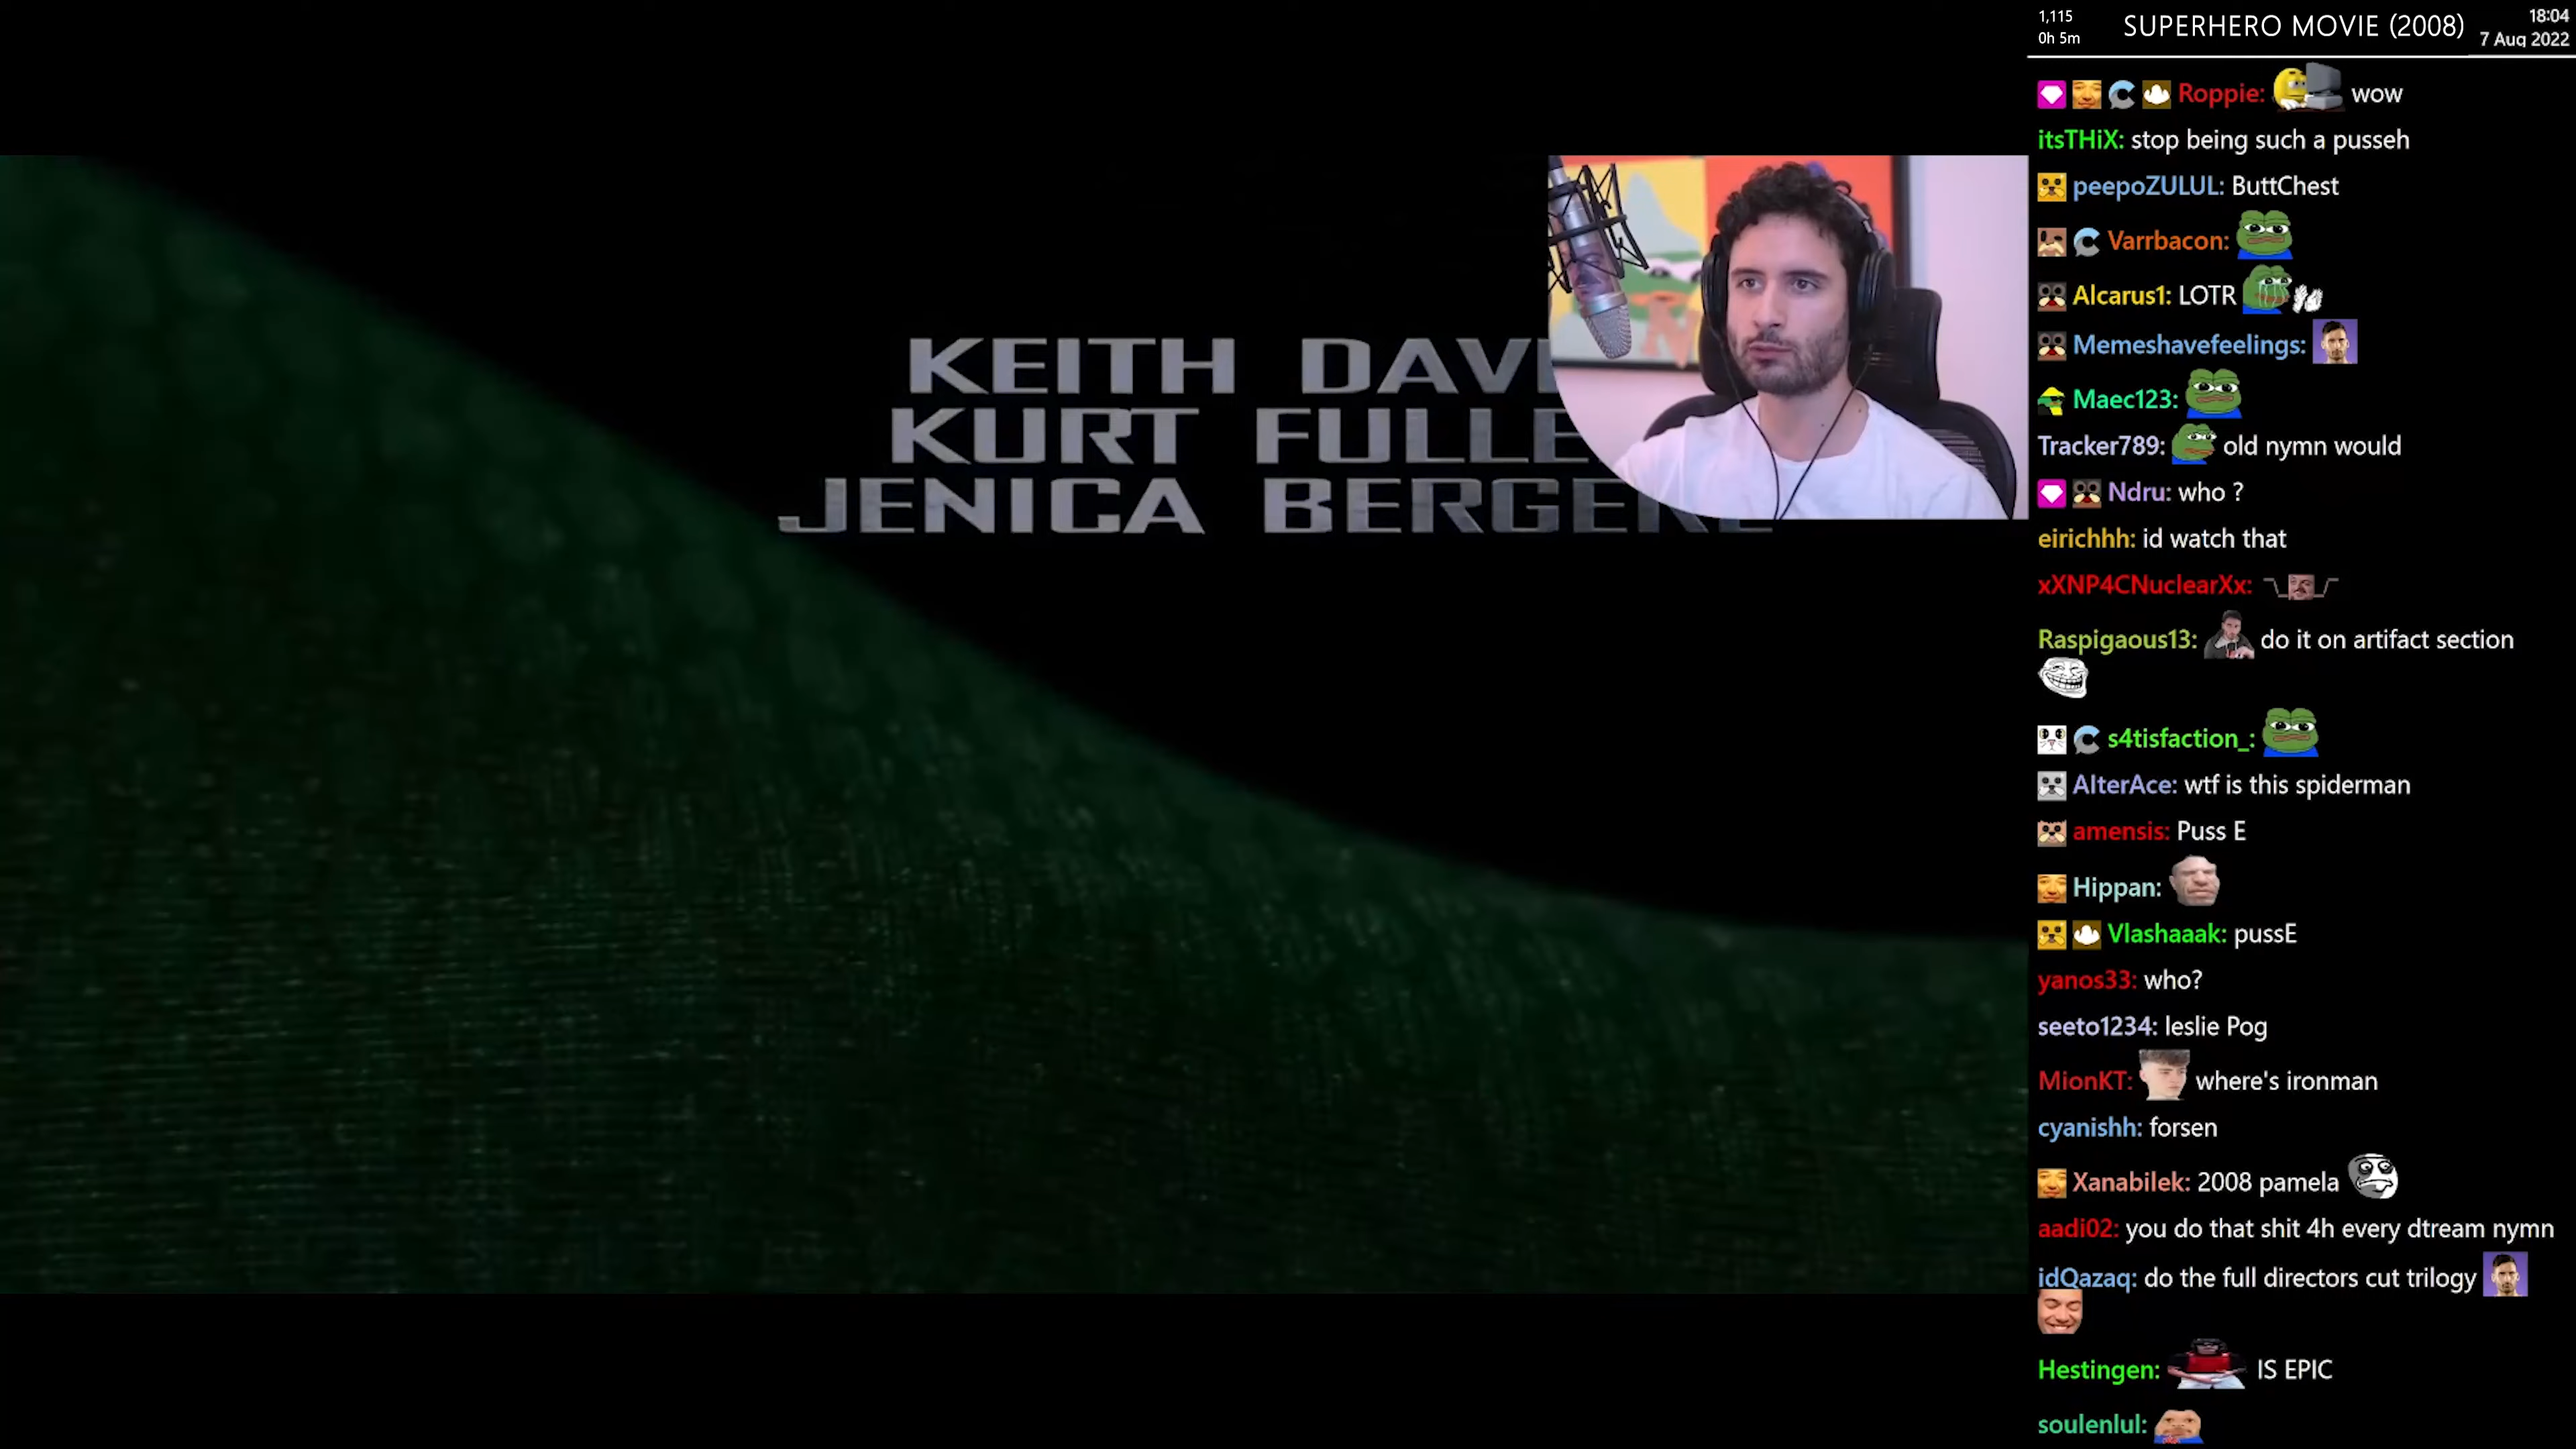 KEITH DAVI
KURT FULLE
JENICA BERGERE
1,115
0h 5m
SUPERHERO MOVIE (2008)
18:04
7 Aug 2022
Roppie: wow
itsTHiX: stop being such a pusseh
peepoZULUL: ButtChest
Varrbacon:
Alcarus1: LOTR
Memeshavefeelings:
Maec123:
Tracker789: old nymn would
Ndru: who ?
eirichhh: id watch that
xXNP4CNuclearXx:
Raspigaous13: do it on artifact section
s4tisfaction_:
AlterAce: wtf is this spiderman
amensis: Puss E
Hippan:
Vlashaaak: pussE
yanos33: who?
seeto1234: leslie Pog
MionKT: where's ironman
cyanishh: forsen
Xanabilek: 2008 pamela
aadi02: you do that shit 4h every dtream nymn
idQazaq: do the full directors cut trilogy
Hestingen: IS EPIC
soulenlul: